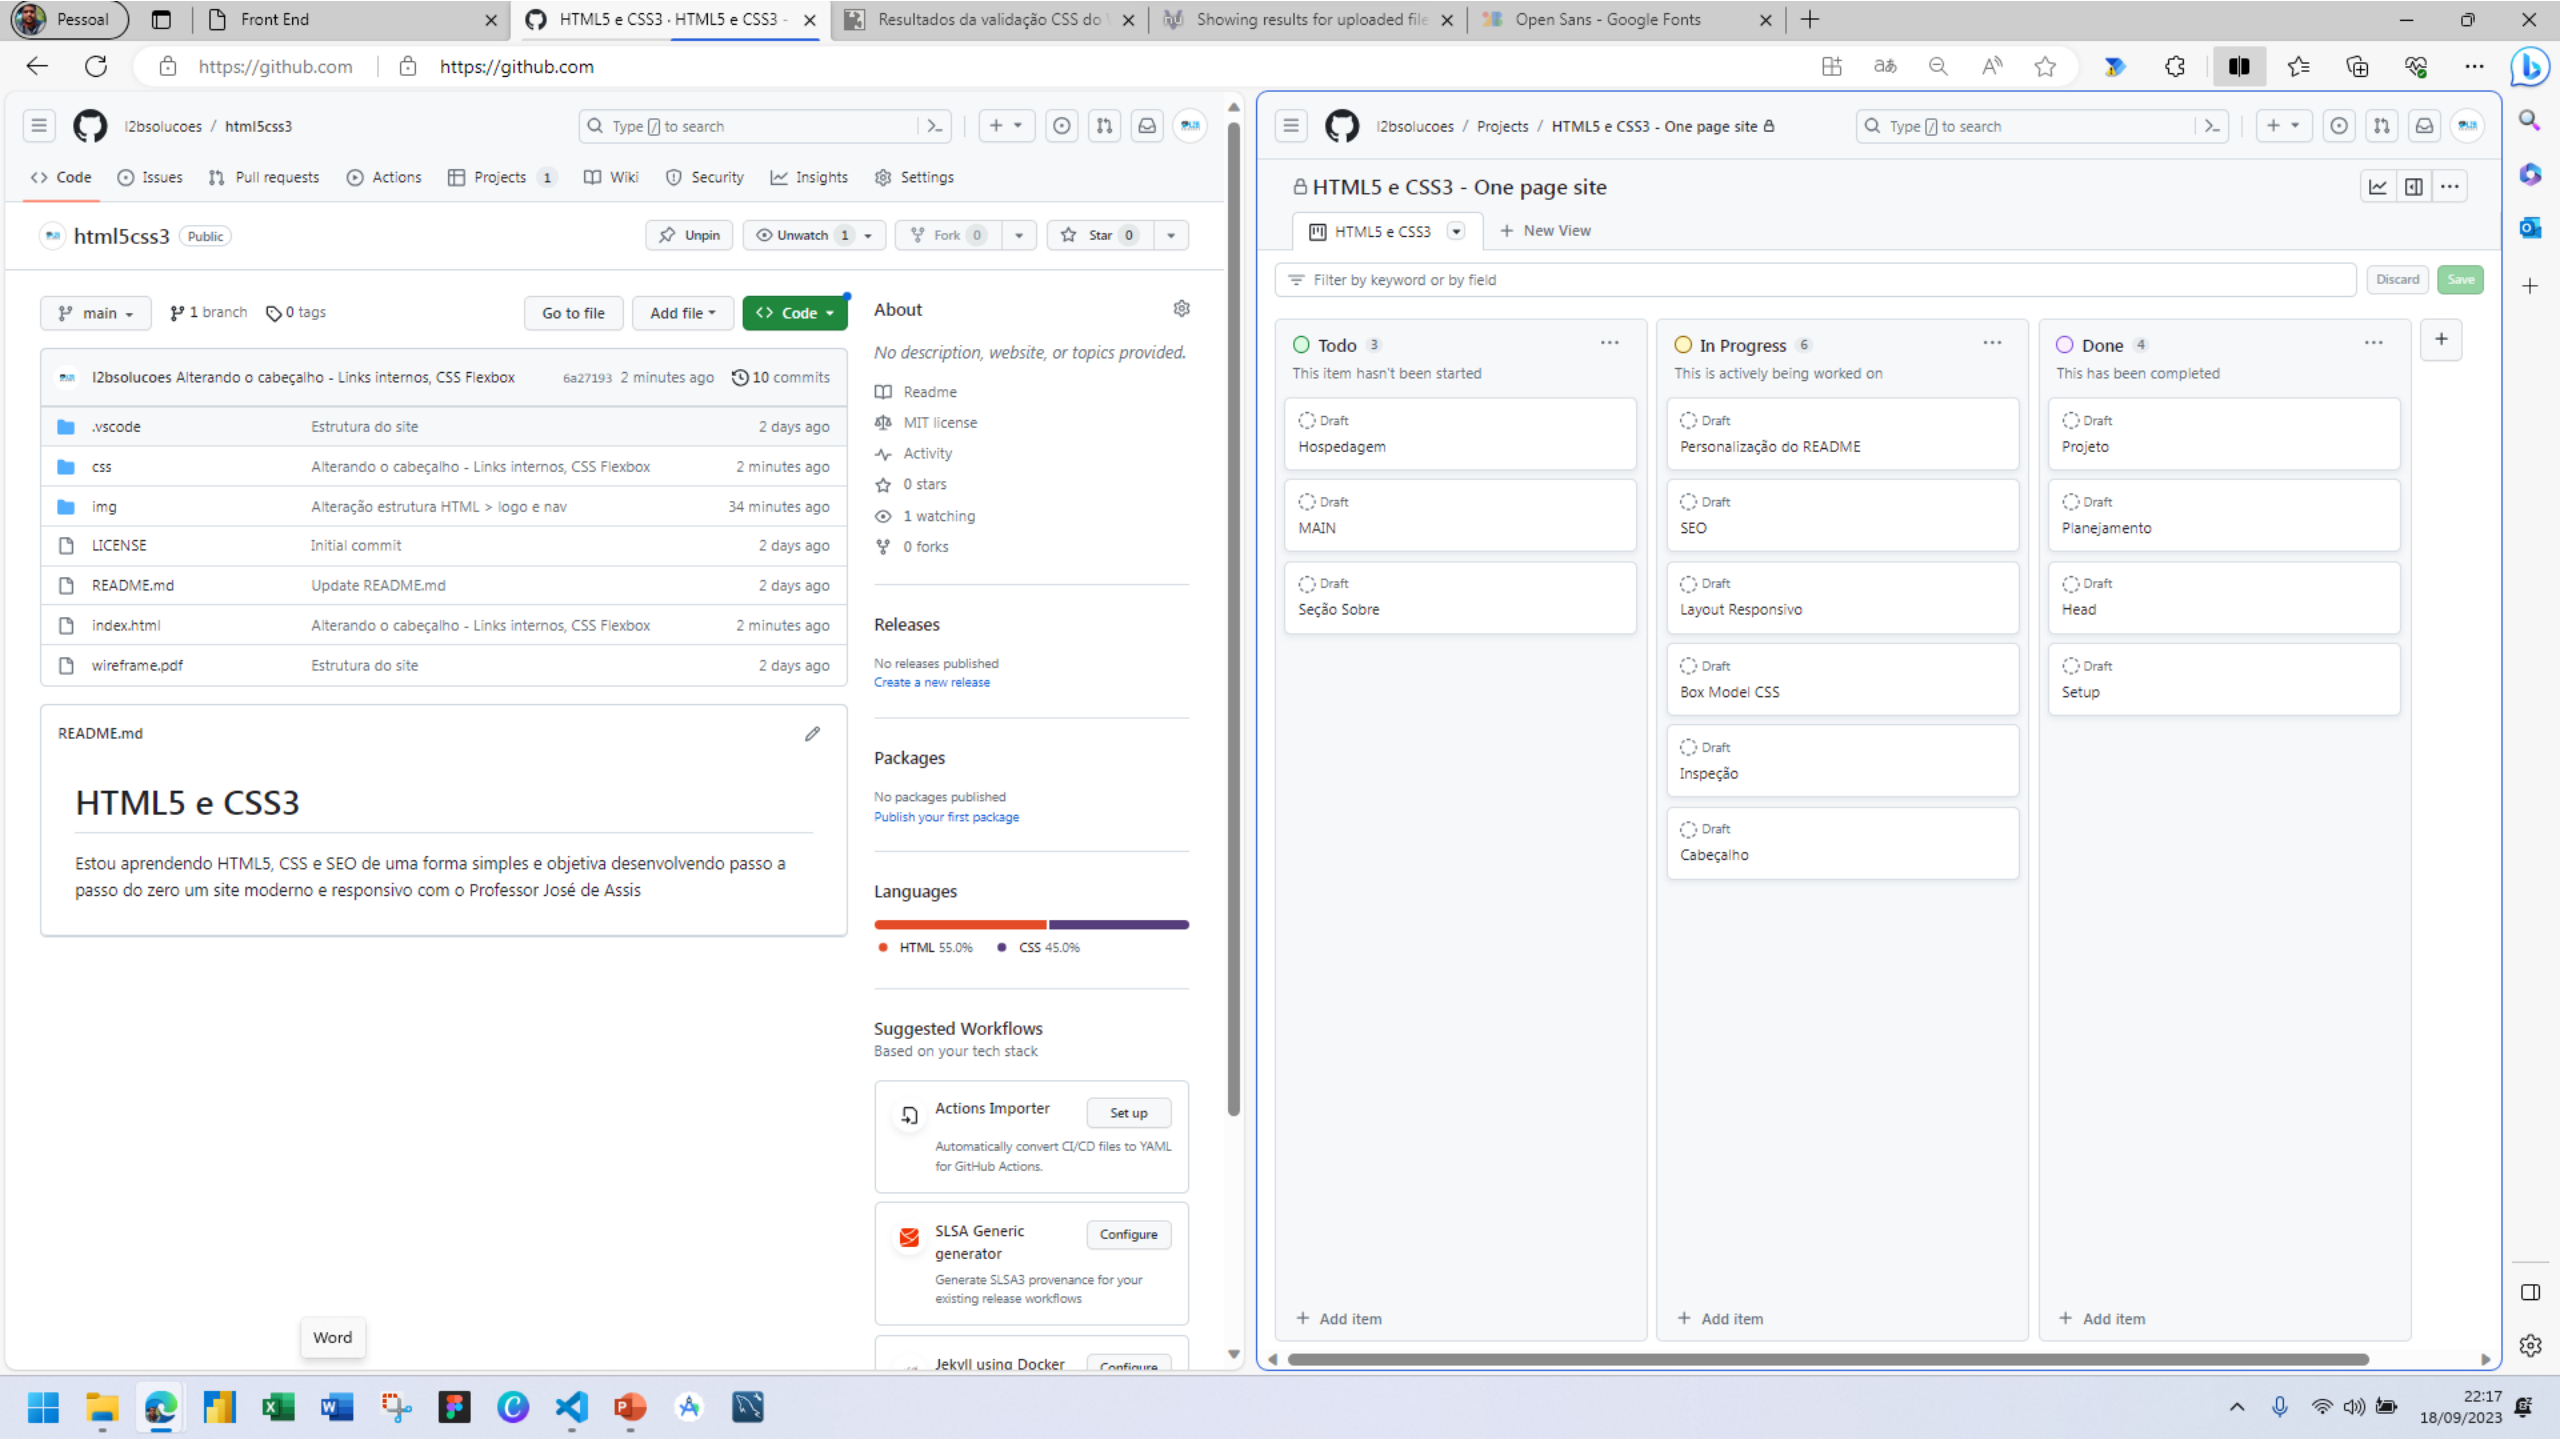 Pessoal
Front End
HTML5 e CSS3 · HTML5 e CSS3 -
Resultados da validação CSS do
Showing results for uploaded file
Open Sans - Google Fonts
https://github.com
https://github.com
l2bsolucoes / html5css3
Type / to search
Code
Issues
Pull requests
Actions
Projects 1
Wiki
Security
Insights
Settings
html5css3 Public
Unpin
Unwatch 1
Fork 0
Star 0
main
1 branch
0 tags
Go to file
Add file
Code
l2bsolucoes Alterando o cabeçalho - Links internos, CSS Flexbox 6a27193 2 minutes ago 10 commits
.vscode Estrutura do site 2 days ago
css Alterando o cabeçalho - Links internos, CSS Flexbox 2 minutes ago
img Alteração estrutura HTML > logo e nav 34 minutes ago
LICENSE Initial commit 2 days ago
README.md Update README.md 2 days ago
index.html Alterando o cabeçalho - Links internos, CSS Flexbox 2 minutes ago
wireframe.pdf Estrutura do site 2 days ago
README.md
HTML5 e CSS3
Estou aprendendo HTML5, CSS e SEO de uma forma simples e objetiva desenvolvendo passo a
passo do zero um site moderno e responsivo com o Professor José de Assis
About
No description, website, or topics provided.
Readme
MIT license
Activity
0 stars
1 watching
0 forks
Releases
No releases published
Create a new release
Packages
No packages published
Publish your first package
Languages
HTML 55.0% CSS 45.0%
Suggested Workflows
Based on your tech stack
Actions Importer
Set up
Automatically convert CI/CD files to YAML
for GitHub Actions.
SLSA Generic
generator
Configure
Generate SLSA3 provenance for your
existing release workflows
Jekyll using Docker
Configure
Word
l2bsolucoes / Projects / HTML5 e CSS3 - One page site
Type / to search
HTML5 e CSS3 - One page site
HTML5 e CSS3
New View
Filter by keyword or by field
Discard
Save
Todo 3
This item hasn't been started
Draft
Hospedagem
Draft
MAIN
Draft
Seção Sobre
Add item
In Progress 6
This is actively being worked on
Draft
Personalização do README
Draft
SEO
Draft
Layout Responsivo
Draft
Box Model CSS
Draft
Inspeção
Draft
Cabeçalho
Add item
Done 4
This has been completed
Draft
Projeto
Draft
Planejamento
Draft
Head
Draft
Setup
Add item
22:17
18/09/2023